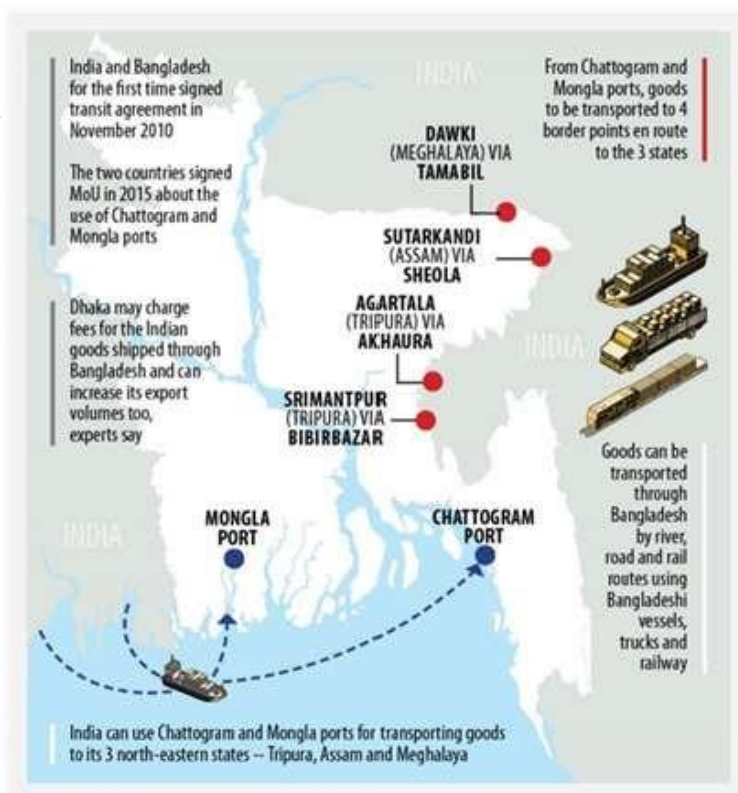 India and Bangladesh
for the first time signed
transit agreement in
November 2010
The two countries signed
MoU in 2015 about the
use of Chattogram and
Mongla ports
INDIA
From Chattogram and
Mongla ports, goods
to be transported to 4
border points en route
to the 3 states
DAWKI
(MEGHALAYA) VIA
TAMABIL
SUTARKANDI
(ASSAM) VIA
SHEOLA
AGARTALA
(TRIPURA) VIA
AKHAURA
SRIMANTPUR
(TRIPURA) VIA
BIBIRBAZAR
INDIA
Dhaka may charge
fees for the Indian
goods shipped through
Bangladesh and can
increase its export
volumes too,
experts say
Goods can be
transported
through
Bangladesh
by river,
road and rail
routes using
Bangladeshi
vessels,
trucks and
railway
INDIA
MONGLA
PORT
CHATTOGRAM
PORT
India can use Chattogram and Mongla ports for transporting goods
to its 3 north-eastern states -- Tripura, Assam and Meghalaya